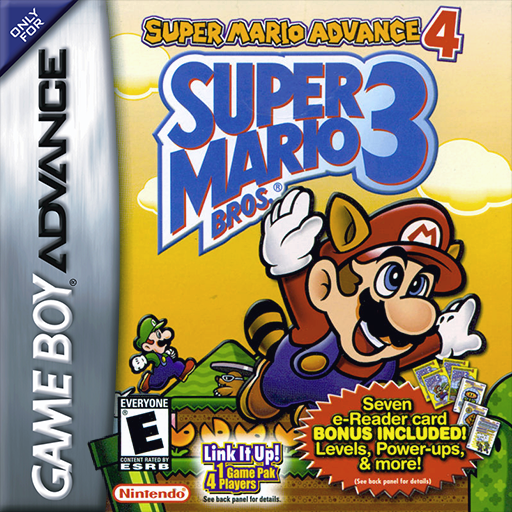 ONLY
FOR
GAME BOY ADVANCE
SUPER MARIO ADVANCE 4
SUPER
MARIO
BROS.® 3
M
EVERYONE
E
CONTENT RATED BY
ESRB
Nintendo®
Link It Up!
1 Game Pak
4 Players
See back panel for details.
Seven
e-Reader card
BONUS INCLUDED!
Levels, Power-ups,
& more!
(See back panel for details)